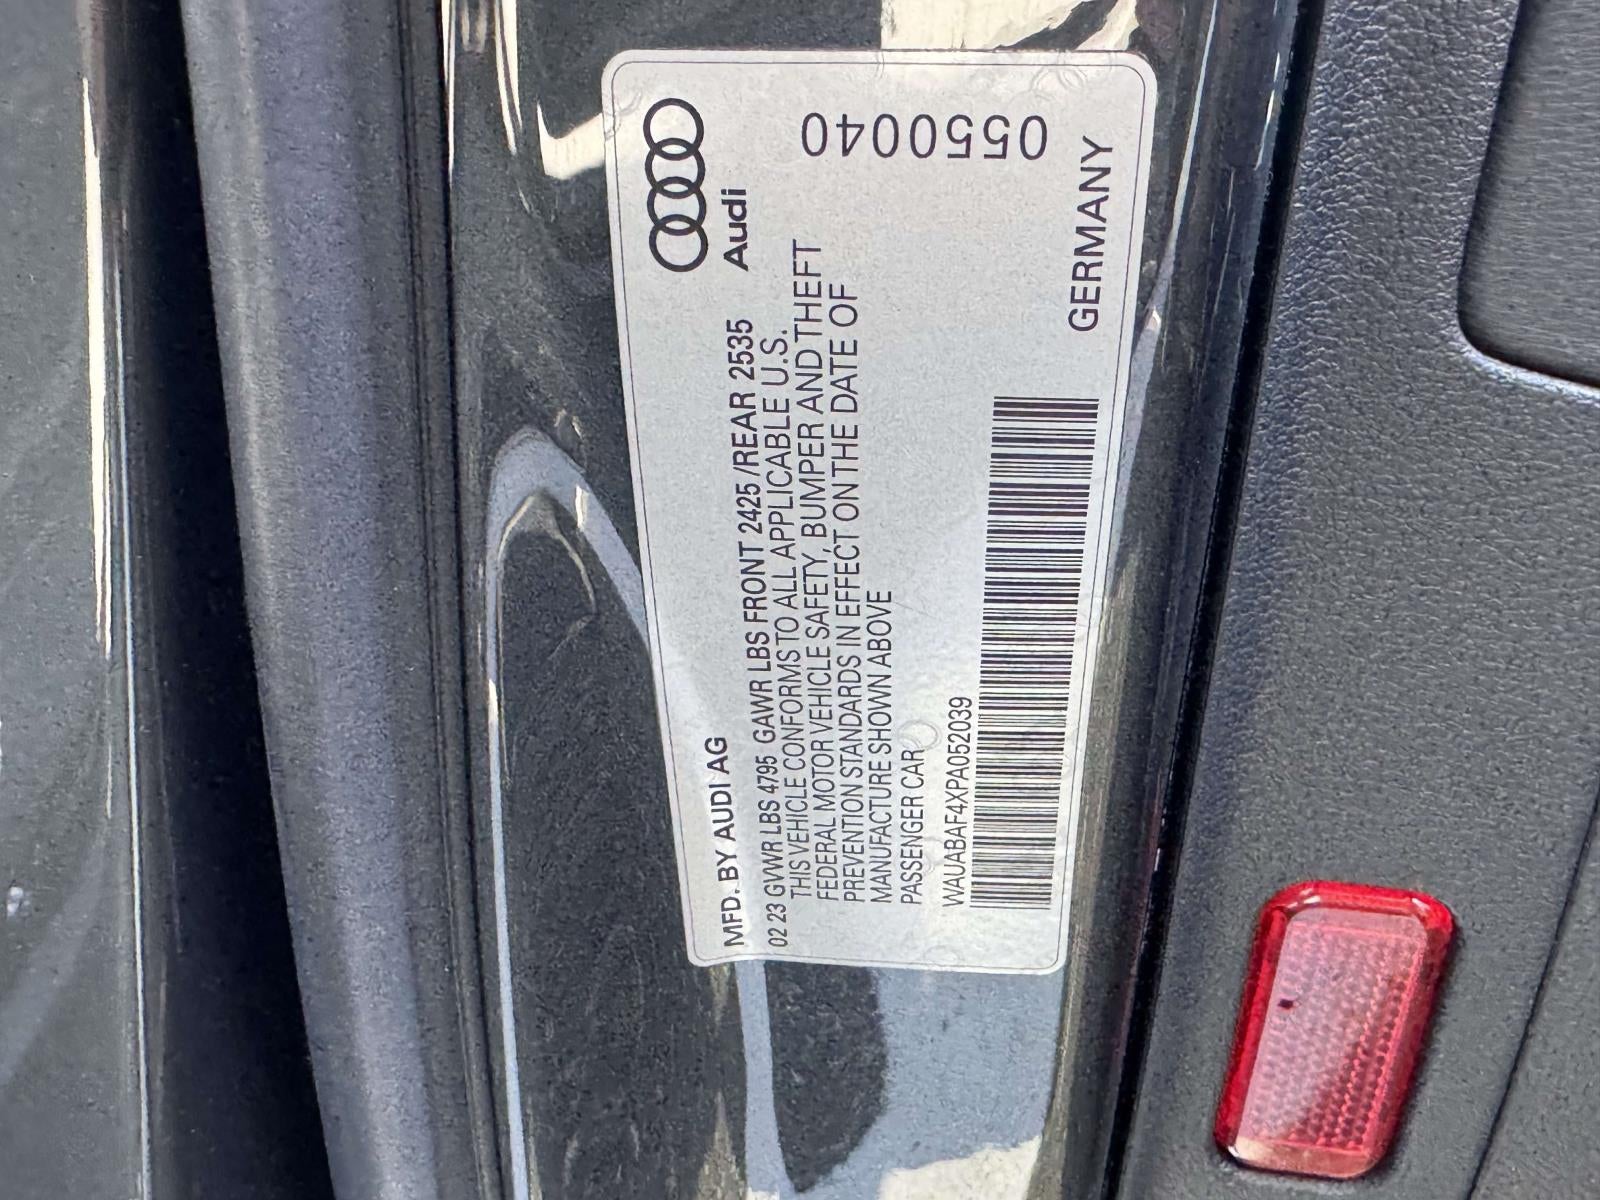 MFD. BY AUDI AG
02 23 GVWR LBS 4795 GAWR LBS FRONT 2425 /REAR 2535
THIS VEHICLE CONFORMS TO ALL APPLICABLE U.S.
FEDERAL MOTOR VEHICLE SAFETY, BUMPER AND THEFT
PREVENTION STANDARDS IN EFFECT ON THE DATE OF
MANUFACTURE SHOWN ABOVE
PASSENGER CAR
WAUABAF4XPA052039
Audi
0550040
GERMANY